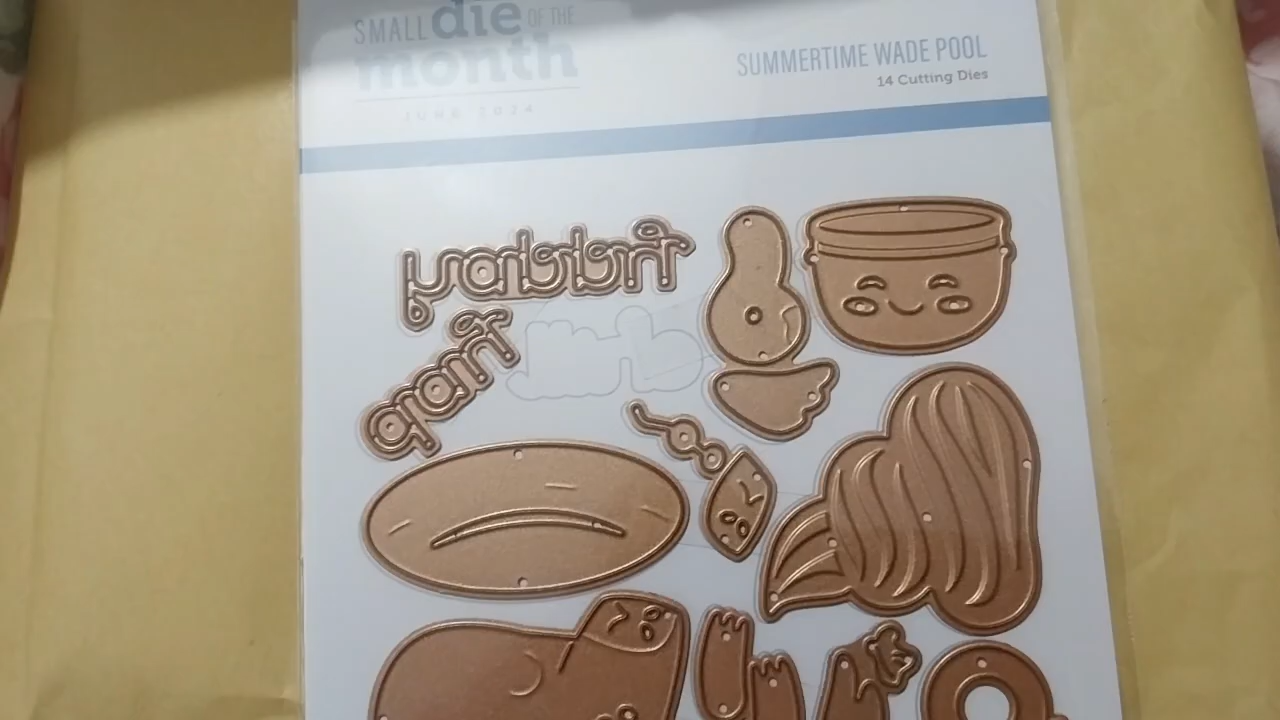 SMALL die OF THE
month
JUNE 2024
SUMMERTIME WADE POOL
14 Cutting Dies